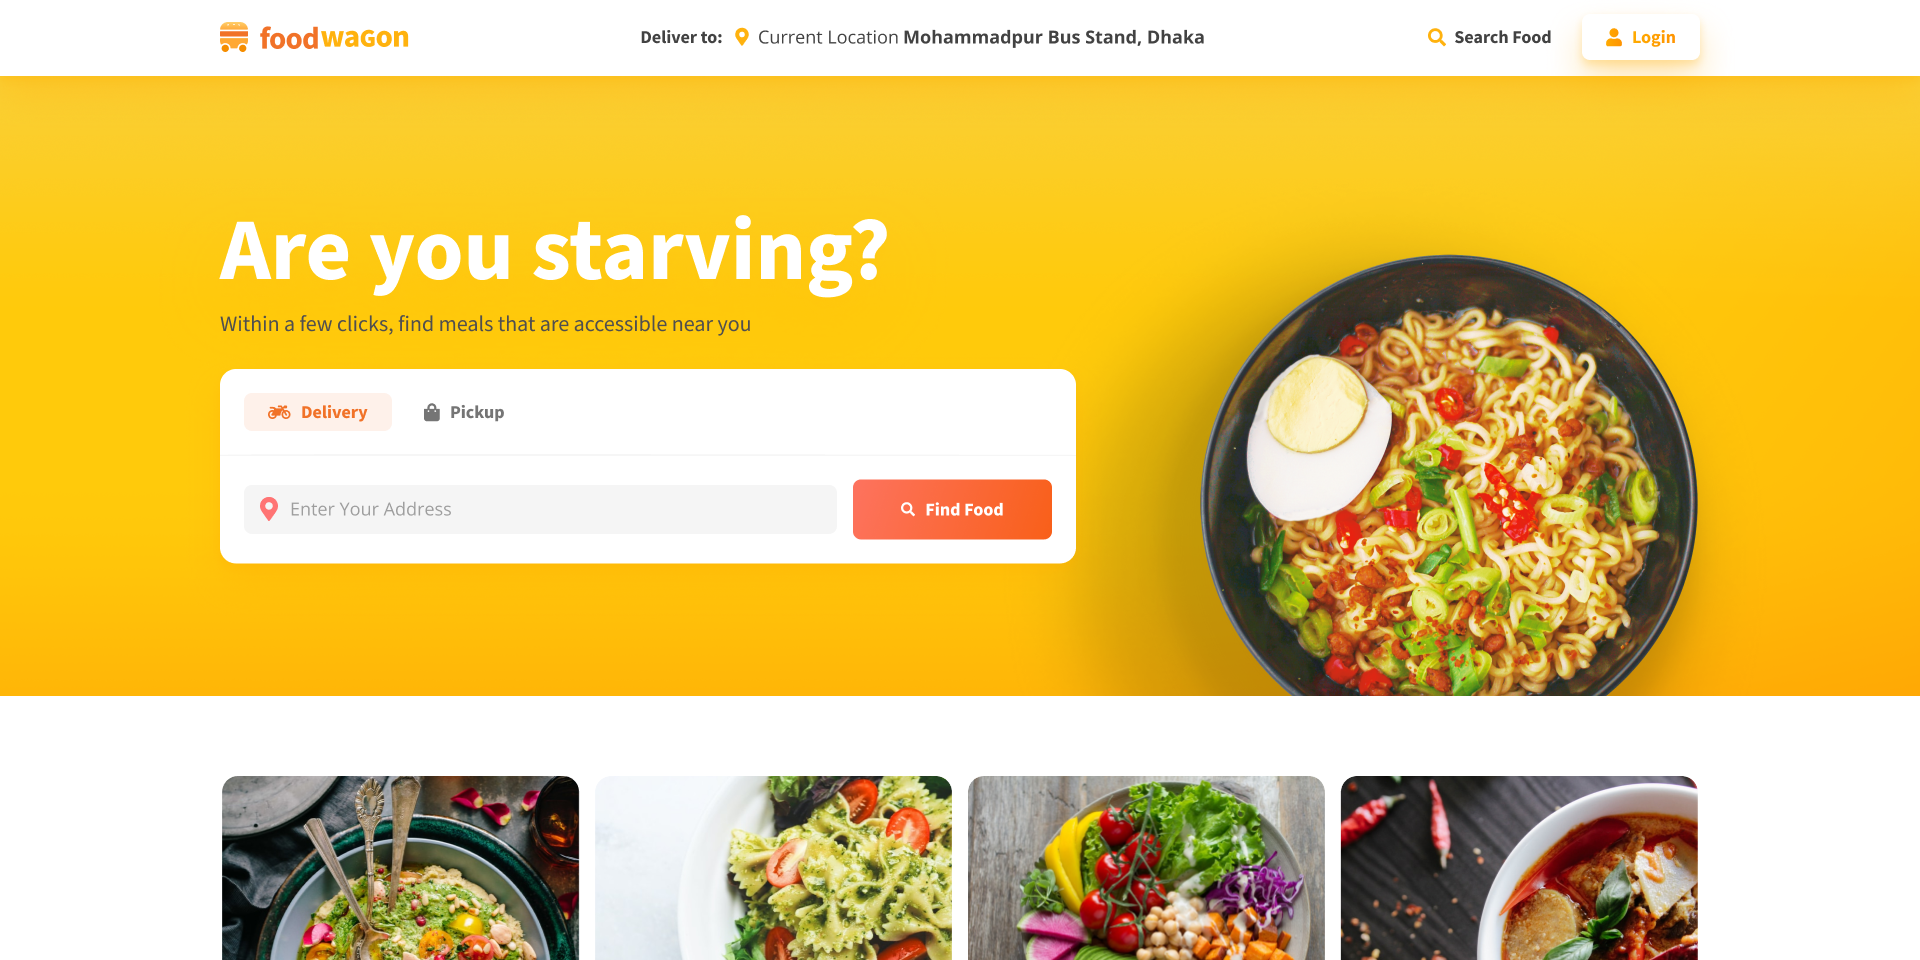 foodwagon
Deliver to: Current Location Mohammadpur Bus Stand, Dhaka
Search Food
Login
Are you starving?
Within a few clicks, find meals that are accessible near you
Delivery
Pickup
Enter Your Address
Find Food